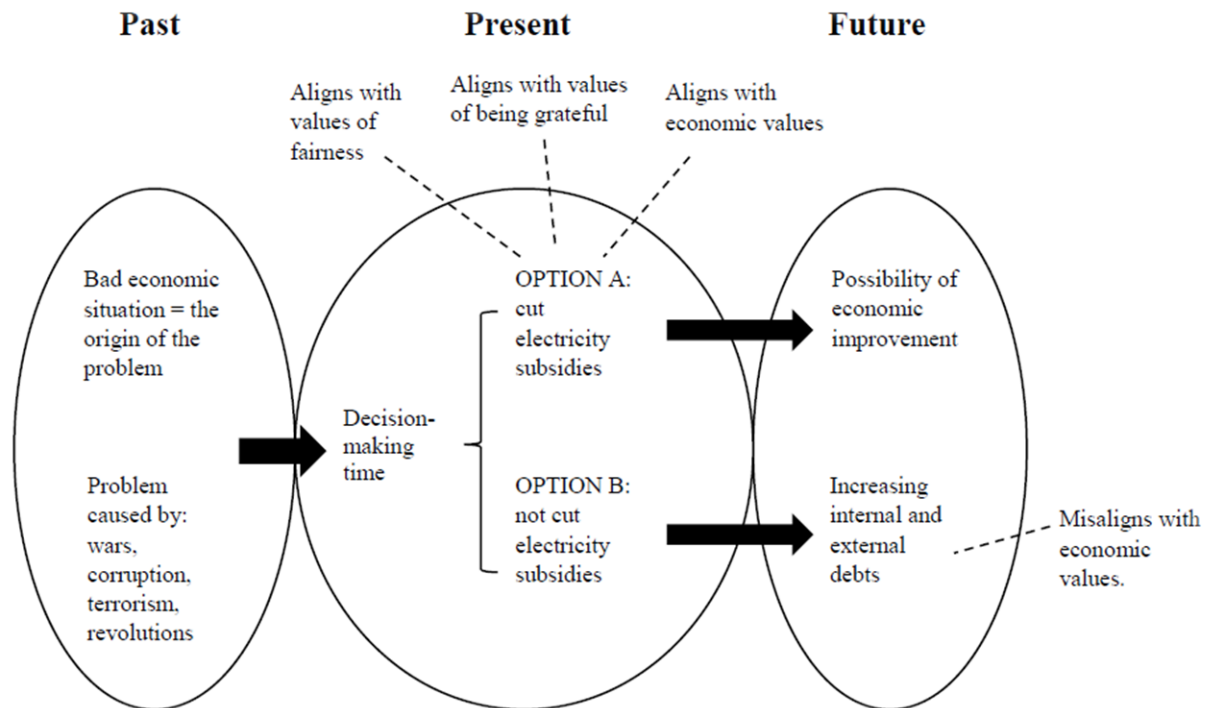 Past
Present
Future
Aligns with
values of
fairness
Aligns with values
of being grateful
Aligns with
economic values
Bad economic
situation = the
origin of the
problem
Problem
caused by:
wars,
corruption,
terrorism,
revolutions
Decision-
making
time
OPTION A:
cut
electricity
subsidies
OPTION B:
not cut
electricity
subsidies
Possibility of
economic
improvement
Increasing
internal and
external
debts
Misaligns with
economic
values.